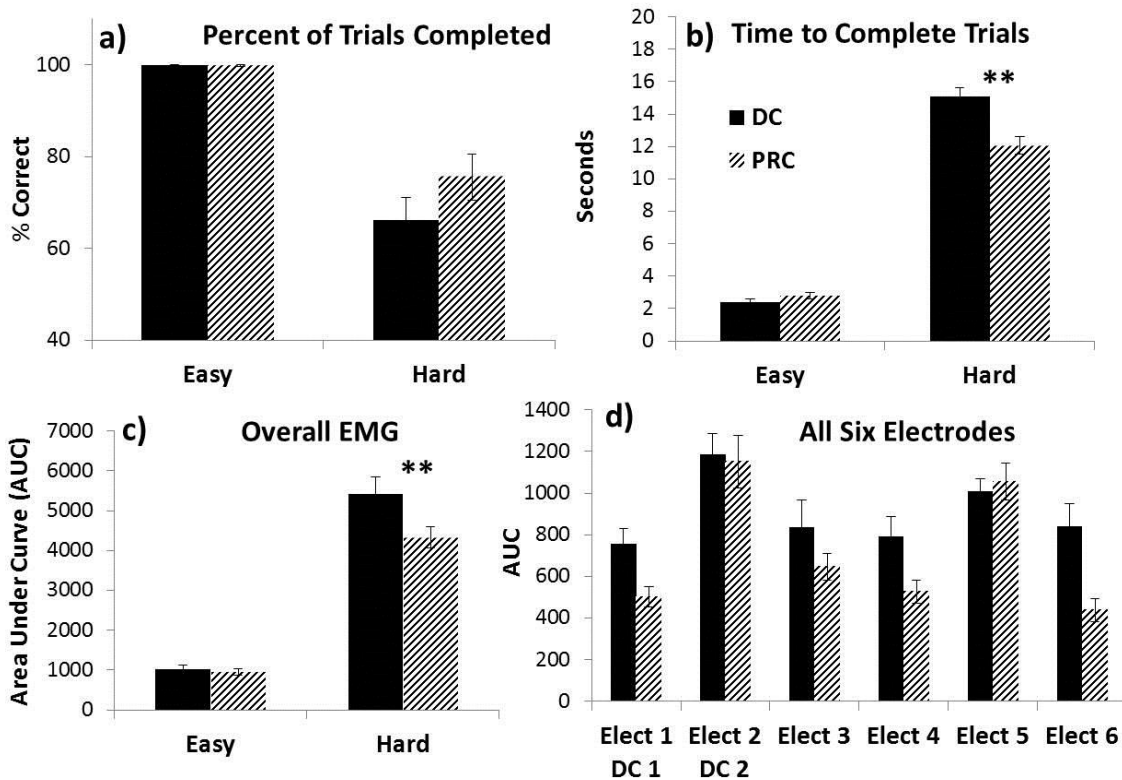 a) Percent of Trials Completed
% Correct
100
80
60
40
Easy Hard
b) Time to Complete Trials
Seconds
20
18
16
14
12
10
8
6
4
2
0
**
DC
PRC
Easy Hard
c) Overall EMG
Area Under Curve (AUC)
7000
6000
5000
4000
3000
2000
1000
0
**
Easy Hard
d) All Six Electrodes
AUC
1400
1200
1000
800
600
400
200
0
Elect 1 Elect 2 Elect 3 Elect 4 Elect 5 Elect 6
DC 1 DC 2